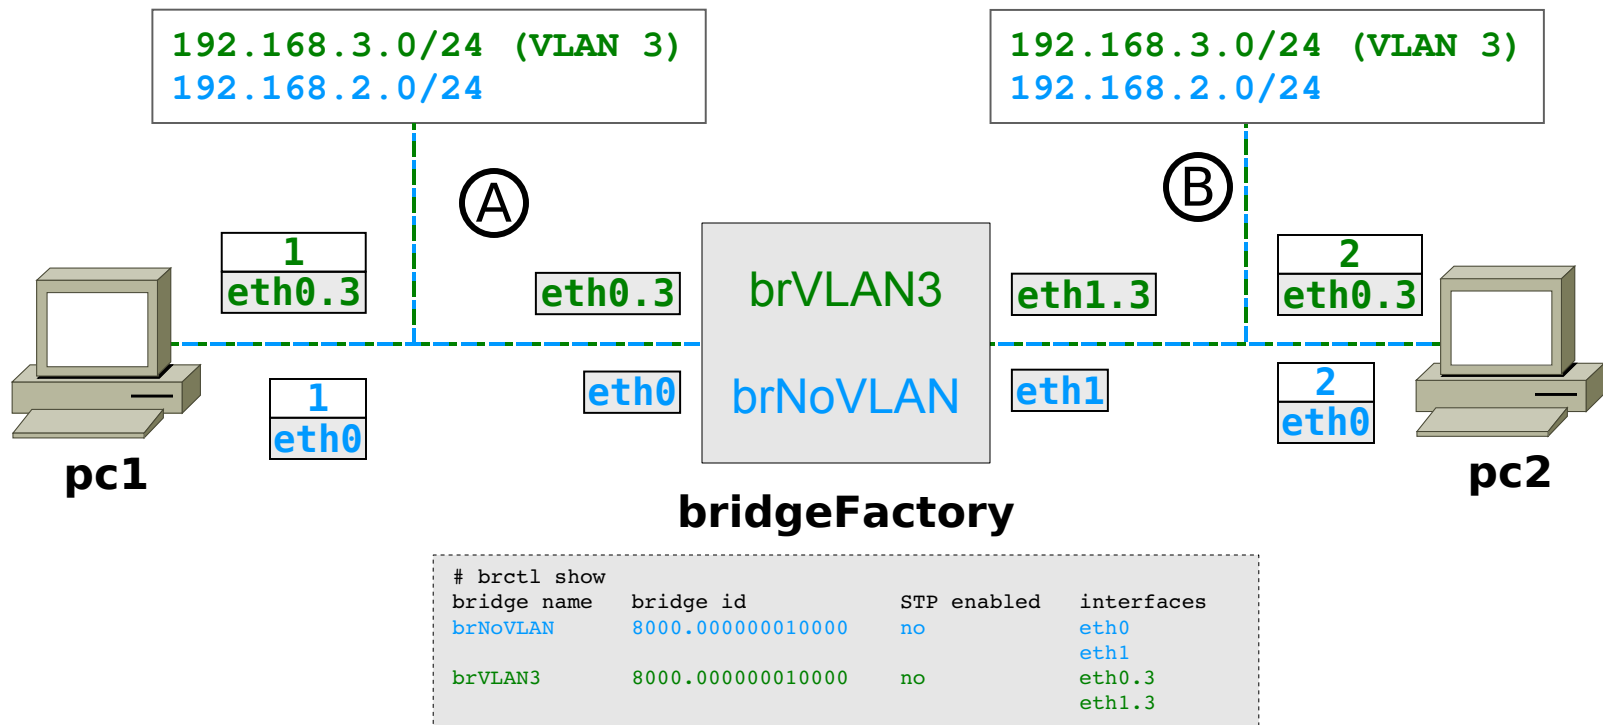 192.168.3.0/24 (VLAN 3)
192.168.2.0/24
192.168.3.0/24 (VLAN 3)
192.168.2.0/24
A
B
1
eth0.3
eth0.3
brVLAN3
eth1.3
2
eth0.3
1
eth0
eth0
brNoVLAN
eth1
2
eth0
pc1
pc2
bridgeFactory
# brctl show
bridge name bridge id STP enabled interfaces
brNoVLAN 8000.000000010000 no eth0
eth1
brVLAN3 8000.000000010000 no eth0.3
eth1.3